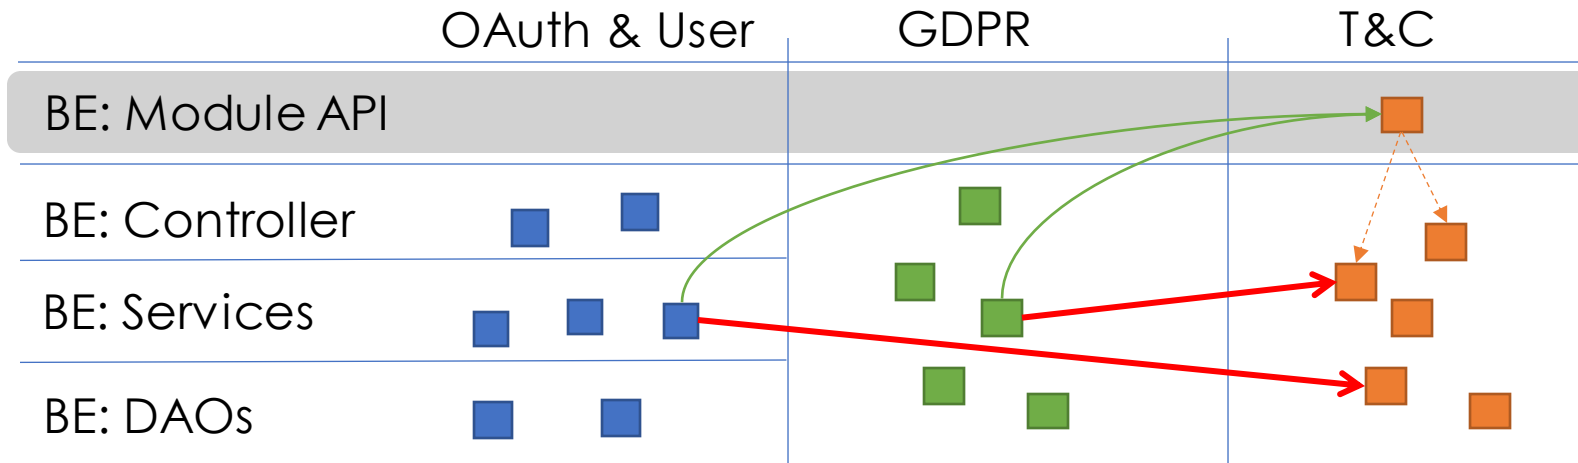 OAuth & User GDPR T&C
BE: Module API
BE: Controller
BE: Services
BE: DAOs